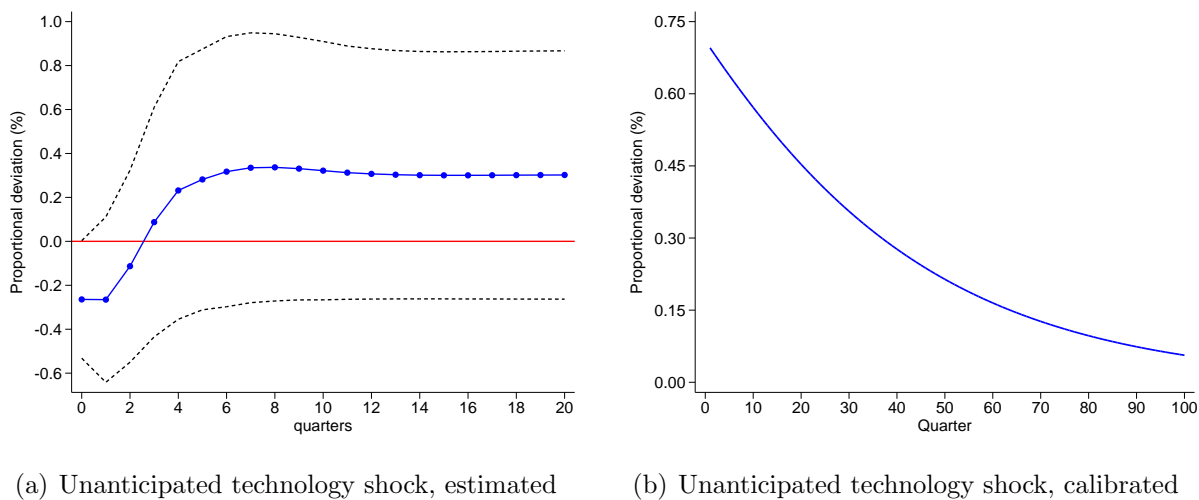 Proportional deviation (%)
1.0
0.8
0.6
0.4
0.2
0.0
-0.2
-0.4
-0.6
0 2 4 6 8 10 12 14 16 18 20
quarters
Proportional deviation (%)
0.75
0.60
0.45
0.30
0.15
0.00
0 10 20 30 40 50 60 70 80 90 100
Quarter
(a) Unanticipated technology shock, estimated
(b) Unanticipated technology shock, calibrated